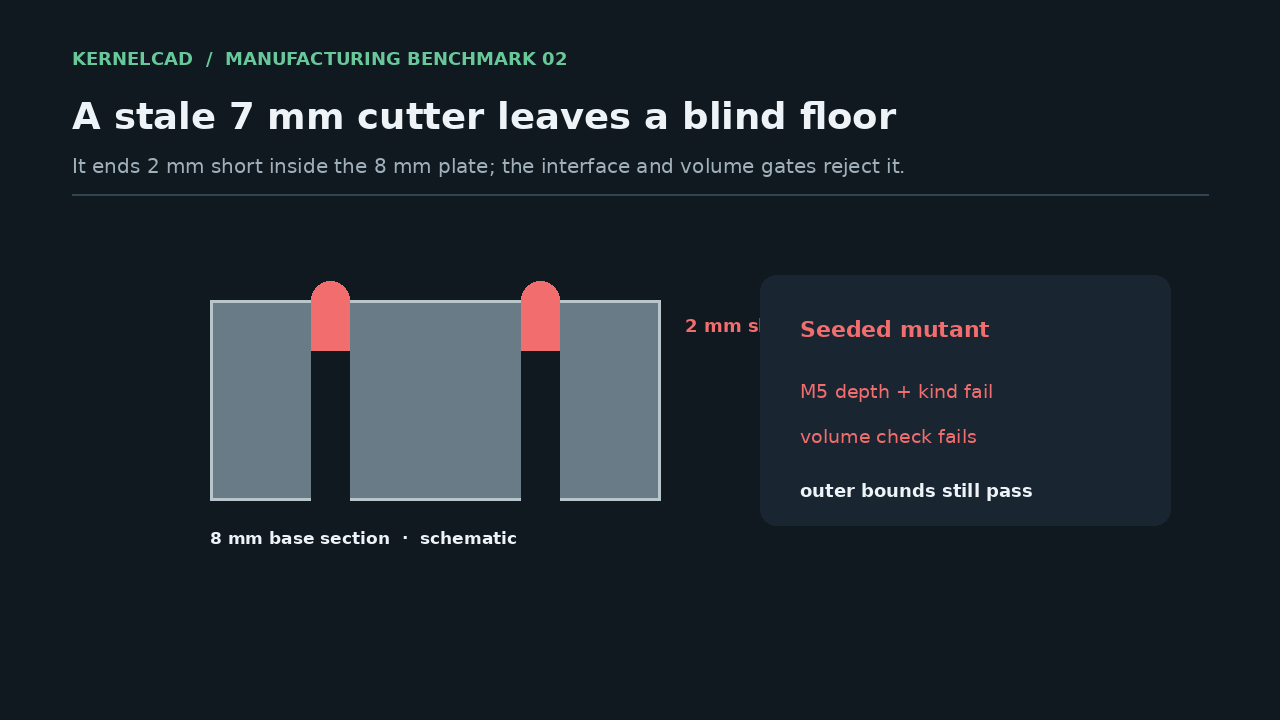 KERNELCAD / MANUFACTURING BENCHMARK 02
A stale 7 mm cutter leaves a blind floor
It ends 2 mm short inside the 8 mm plate; the interface and volume gates reject it.
2 mm
Seeded mutant
M5 depth + kind fail
volume check fails
outer bounds still pass
8 mm base section · schematic